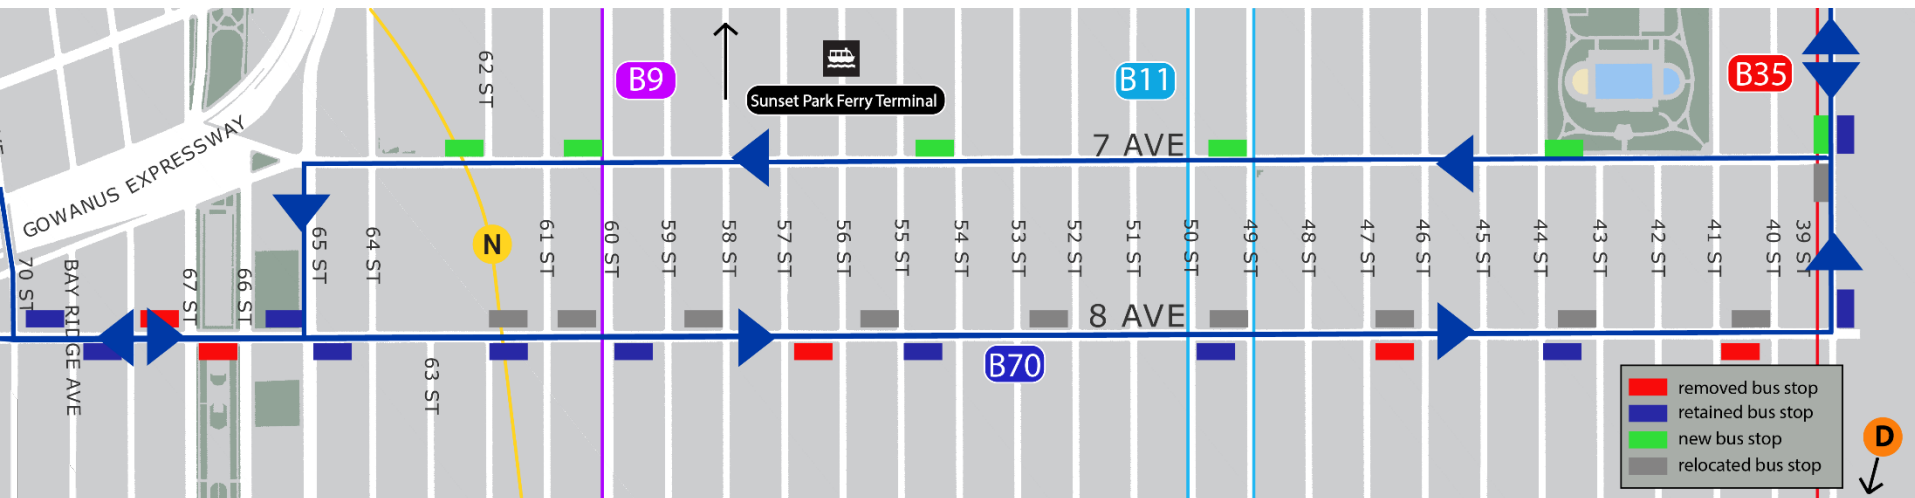 62 ST
B9
Sunset Park Ferry Terminal
B11
B35
GOWANUS EXPRESSWAY
7 AVE
70 ST
BAY RIDGE AVE
67 ST
66 ST
65 ST
64 ST
63 ST
N
61 ST
60 ST
59 ST
58 ST
57 ST
56 ST
55 ST
54 ST
53 ST
52 ST
51 ST
50 ST
49 ST
48 ST
47 ST
46 ST
45 ST
44 ST
43 ST
42 ST
41 ST
40 ST
39 ST
8 AVE
B70
removed bus stop
retained bus stop
new bus stop
relocated bus stop
D